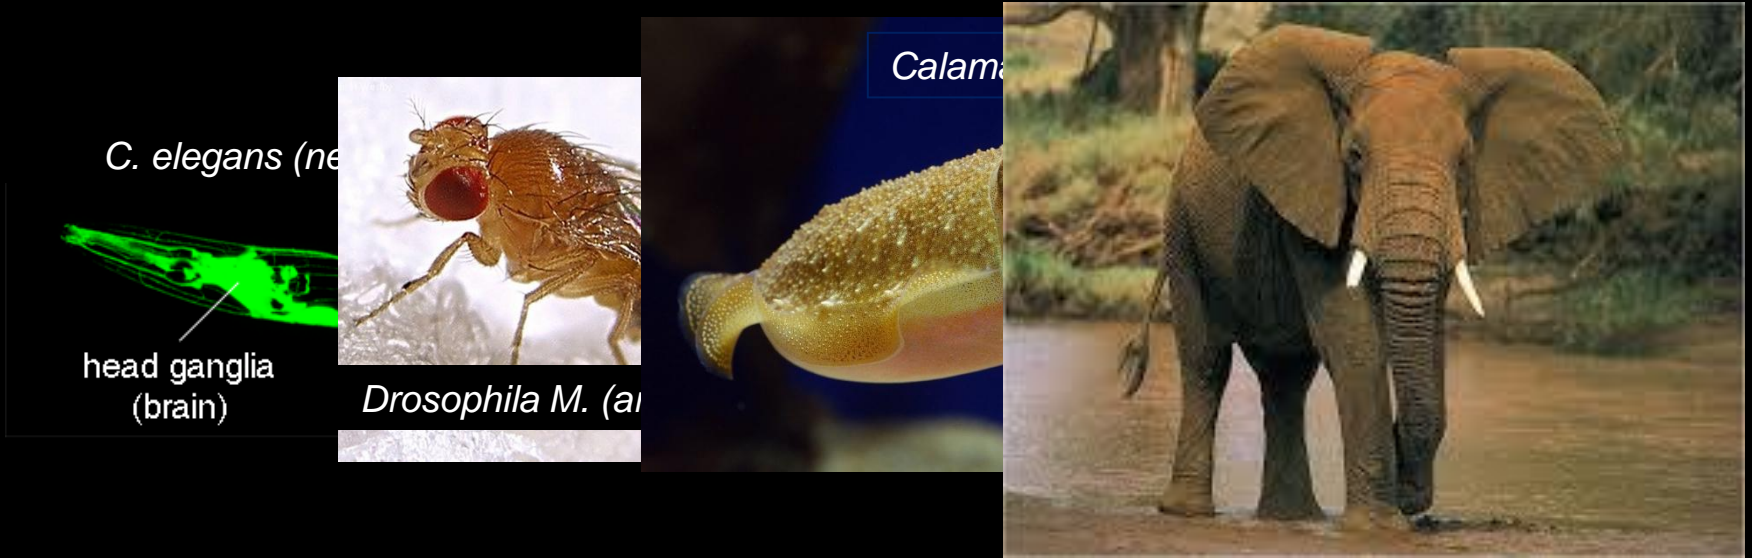 C. elegans (ne
head ganglia
(brain)
Drosophila M. (ar
Calama